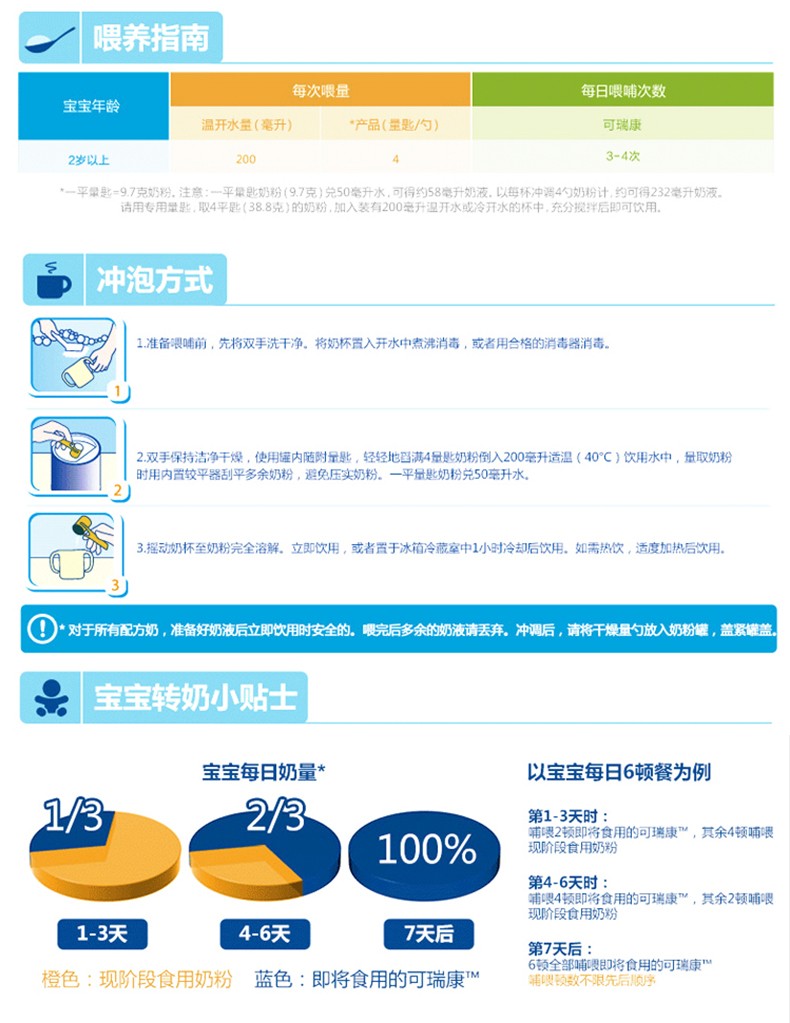 喂养指南
宝宝年龄
每次喂量
每日喂哺次数
温开水量(毫升)
*产品(量匙/勺)
可瑞康
2岁以上
200
4
3-4次
*一平量匙=9.7克奶粉。注意:一平量匙奶粉(9.7克)兑50毫升水,可得约58毫升奶液。以每杯冲调4勺奶粉计,约可得232毫升奶液。
请用专用量匙,取4平匙(38.8克)的奶粉,加入装有200毫升温开水或冷开水的杯中,充分搅拌后即可饮用。
冲泡方式
1.准备喂哺前,先将双手洗干净。将奶杯置入开水中煮沸消毒,或者用合格的消毒器消毒。
1
2.双手保持洁净干燥,使用罐内随附量匙,轻轻地舀满4量匙奶粉倒入200毫升适温(40℃)饮用水中,量取奶粉
时用内置较平器刮平多余奶粉,避免压实奶粉。一平量匙奶粉兑50毫升水。
2
3.摇动奶杯至奶粉完全溶解。立即饮用,或者置于冰箱冷藏室中1小时冷却后饮用。如需热饮,适度加热后饮用。
3
* 对于所有配方奶,准备好奶液后立即饮用时安全的。喂完后多余的奶液请丢弃。冲调后,请将干燥量勺放入奶粉罐,盖紧罐盖。
宝宝转奶小贴士
宝宝每日奶量*
1/3
2/3
100%
1-3天
4-6天
7天后
橙色:现阶段食用奶粉 蓝色:即将食用的可瑞康™
以宝宝每日6顿餐为例
第1-3天时:
哺喂2顿即将食用的可瑞康™,其余4顿哺喂
现阶段食用奶粉
第4-6天时:
哺喂4顿即将食用的可瑞康™,其余2顿哺喂
现阶段食用奶粉
第7天后:
6顿全部哺喂即将食用的可瑞康™
哺喂顿数不限先后顺序